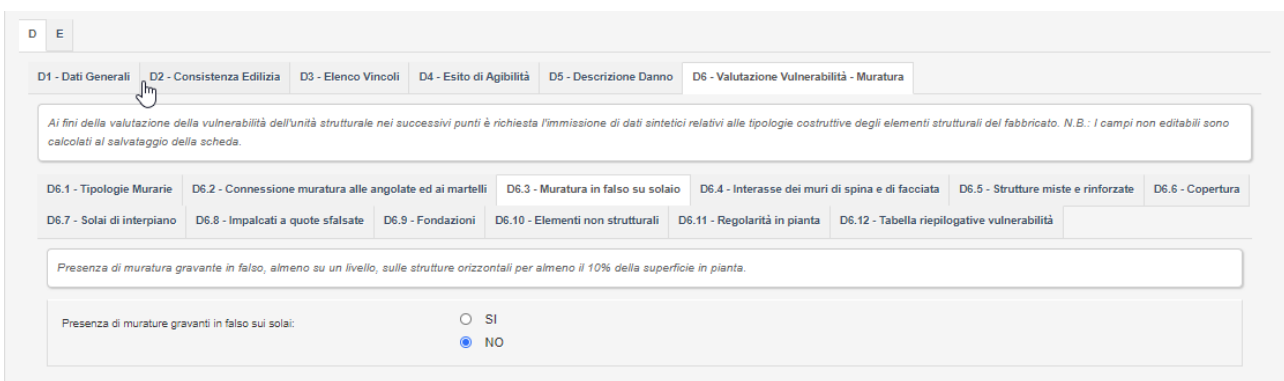 D E
D1 - Dati Generali D2 - Consistenza Edilizia D3 - Elenco Vincoli D4 - Esito di Agibilità D5 - Descrizione Danno D6 - Valutazione Vulnerabilità - Muratura
Ai fini della valutazione della vulnerabilità dell'unità strutturale nei successivi punti è richiesta l'immissione di dati sintetici relativi alle tipologie costruttive degli elementi strutturali del fabbricato. N.B.: I campi non editabili sono
calcolati al salvataggio della scheda.
D6.1 - Tipologie Murarie D6.2 - Connessione muratura alle angolate ed ai martelli D6.3 - Muratura in falso su solaio D6.4 - Interasse dei muri di spina e di facciata D6.5 - Strutture miste e rinforzate D6.6 - Copertura
D6.7 - Solai di interpiano D6.8 - Impalcati a quote sfalsate D6.9 - Fondazioni D6.10 - Elementi non strutturali D6.11 - Regolarità in pianta D6.12 - Tabella riepilogative vulnerabilità
Presenza di muratura gravante in falso, almeno su un livello, sulle strutture orizzontali per almeno il 10% della superficie in pianta.
Presenza di murature gravanti in falso sui solai: SI
NO